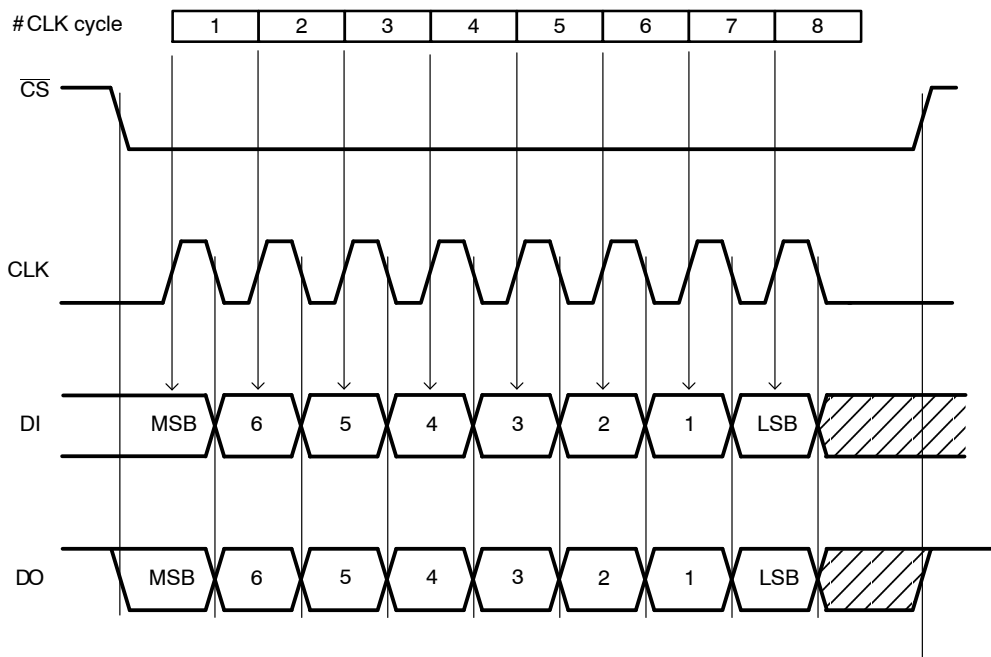 #CLK cycle 1 2 3 4 5 6 7 8
CS
CLK
DI MSB 6 5 4 3 2 1 LSB
DO MSB 6 5 4 3 2 1 LSB